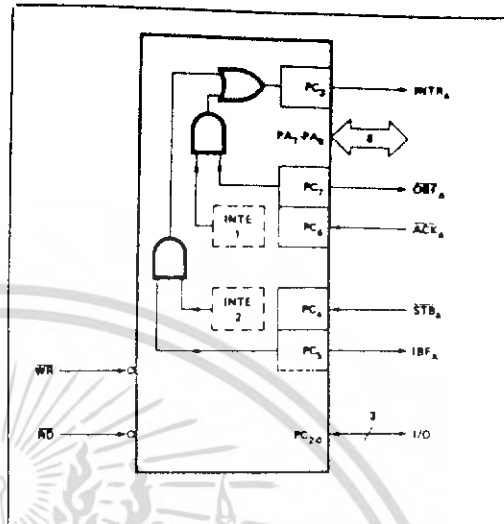 PC₃
INTRₐ
PA₇-PA₀
8
PC₇
OBFₐ
INTE
1
PC₆
ACKₐ
INTE
2
PC₄
STBₐ
PC₅
IBFₐ
WR
RD
PC₂-₀
3
I/O